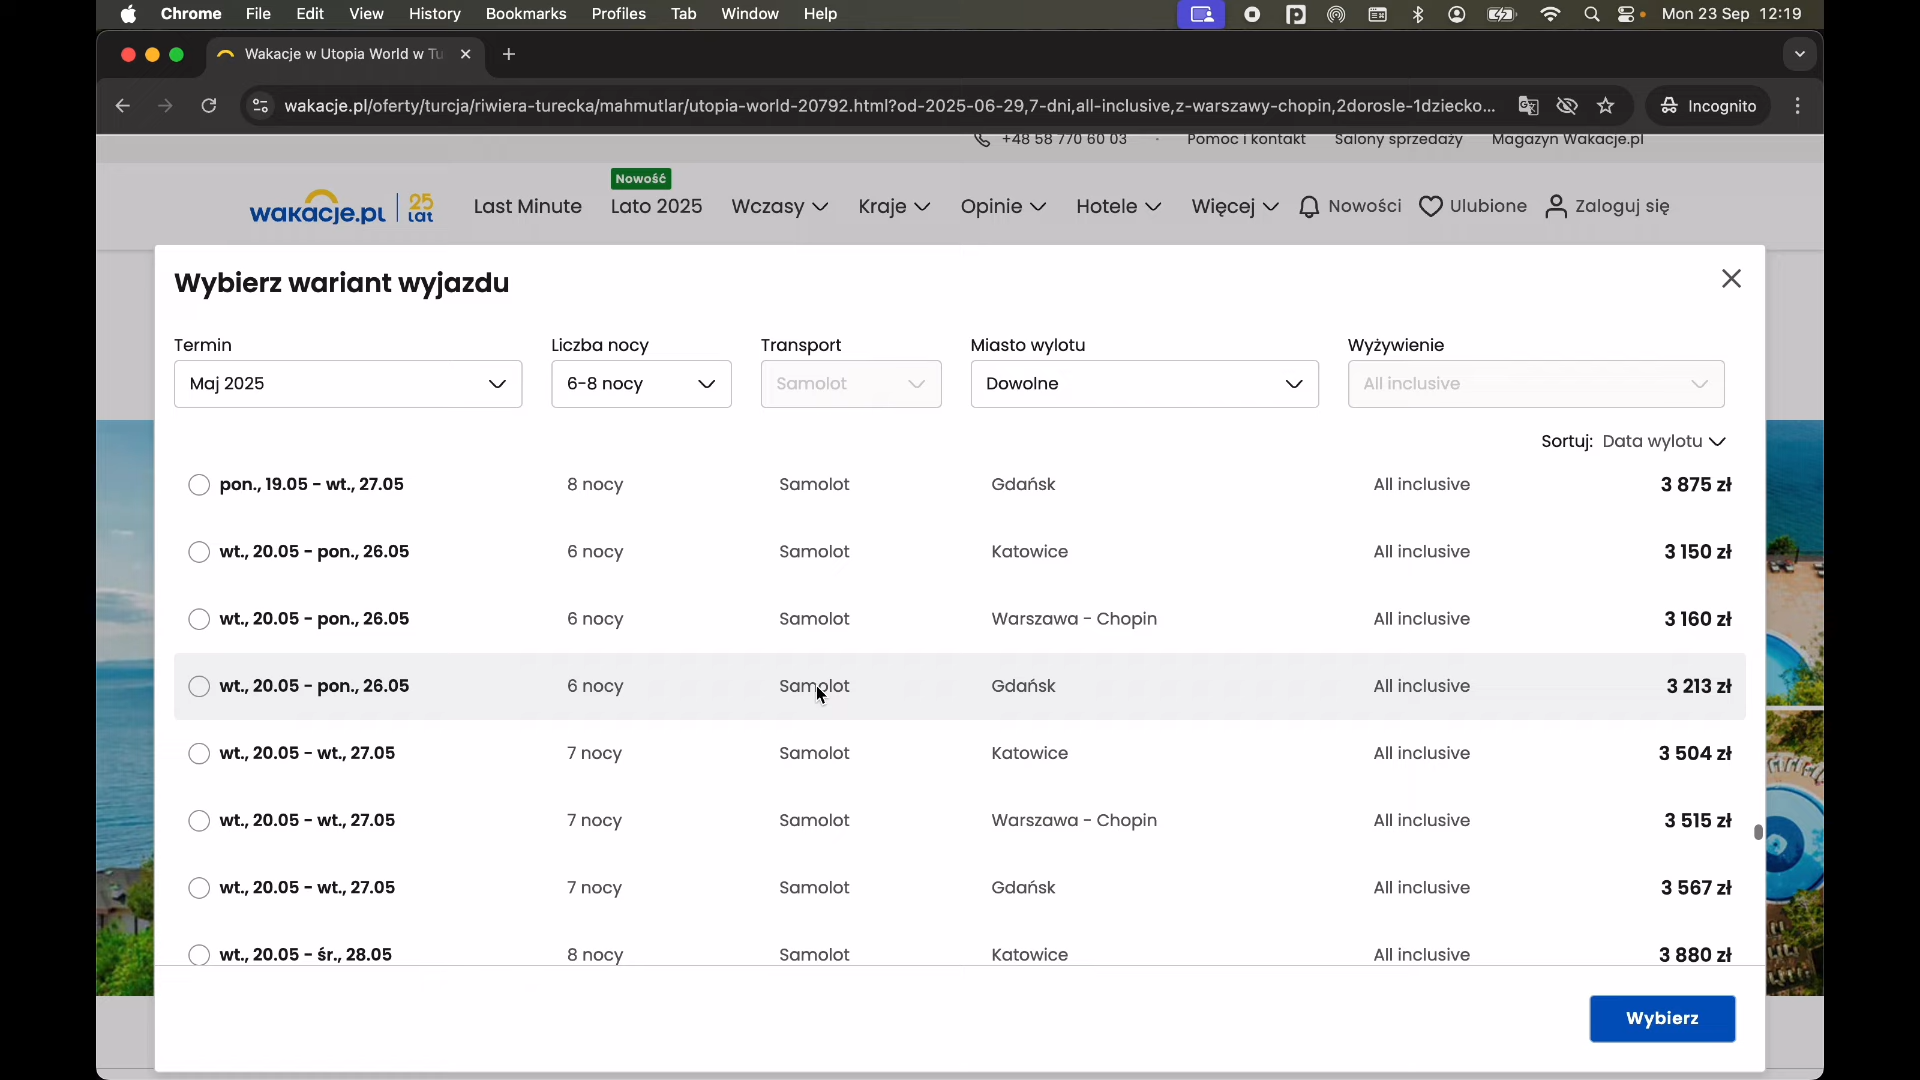 Chrome File Edit View History Bookmarks Profiles Tab Window Help Mon 23 Sep 12:19
Wakacje w Utopia World w Tu
wakacje.pl/oferty/turcja/riwiera-turecka/mahmutlar/utopia-world-20792.html?od-2025-06-29,7-dni,all-inclusive,z-warszawy-chopin,2dorosle-1dziecko... Incognito
+48 58 770 60 03 · Pomoc i kontakt Salony sprzedaży Magazyn Wakacje.pl
Nowość
wakacje.pl 25 lat Last Minute Lato 2025 Wczasy Kraje Opinie Hotele Więcej Nowości Ulubione Zaloguj się
Wybierz wariant wyjazdu
Termin Liczba nocy Transport Miasto wylotu Wyżywienie
Maj 2025 6-8 nocy Samolot Dowolne All inclusive
Sortuj: Data wylotu
pon., 19.05 - wt., 27.05 8 nocy Samolot Gdańsk All inclusive 3 875 zł
wt., 20.05 - pon., 26.05 6 nocy Samolot Katowice All inclusive 3 150 zł
wt., 20.05 - pon., 26.05 6 nocy Samolot Warszawa - Chopin All inclusive 3 160 zł
wt., 20.05 - pon., 26.05 6 nocy Samolot Gdańsk All inclusive 3 213 zł
wt., 20.05 - wt., 27.05 7 nocy Samolot Katowice All inclusive 3 504 zł
wt., 20.05 - wt., 27.05 7 nocy Samolot Warszawa - Chopin All inclusive 3 515 zł
wt., 20.05 - wt., 27.05 7 nocy Samolot Gdańsk All inclusive 3 567 zł
wt., 20.05 - śr., 28.05 8 nocy Samolot Katowice All inclusive 3 880 zł
Wybierz